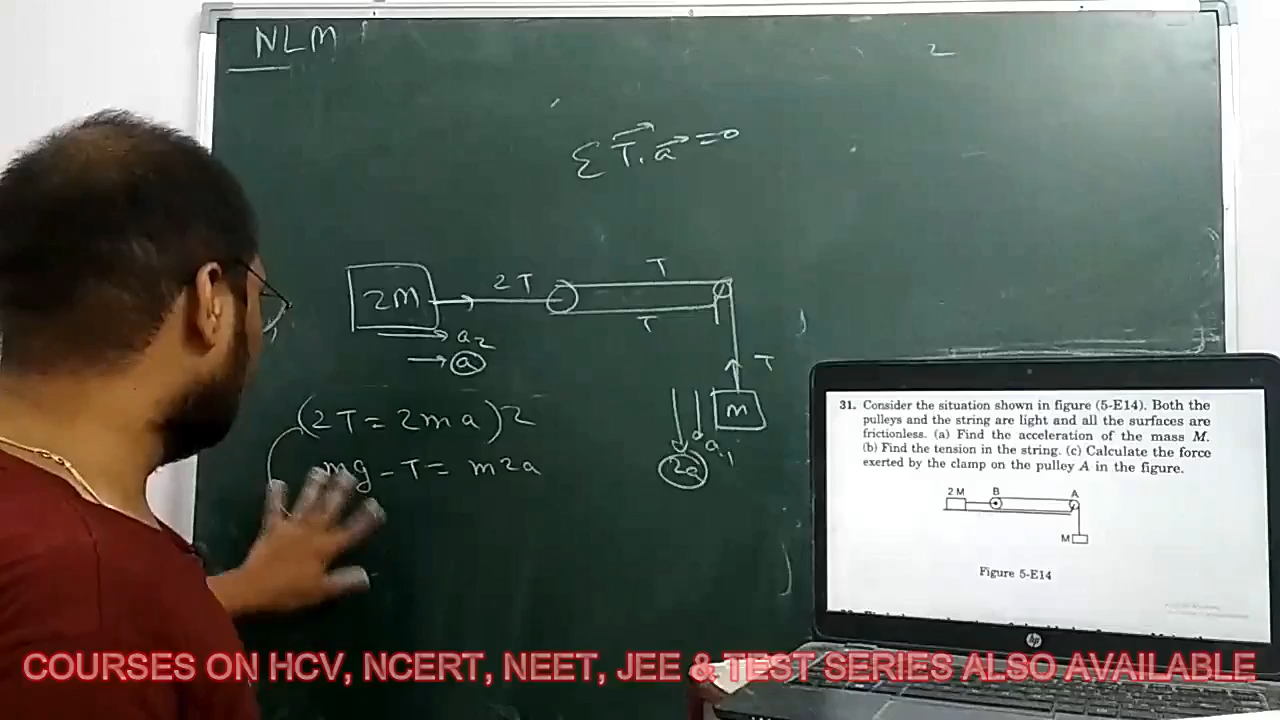 NLM
2
Σ T. a = 0
T
2M
2T
T
a2
a
T
m
a1
2a
(2T = 2ma)2
mg - T = m2a
31. Consider the situation shown in figure (5-E14). Both the
pulleys and the string are light and all the surfaces are
frictionless. (a) Find the acceleration of the mass M.
(b) Find the tension in the string. (c) Calculate the force
exerted by the clamp on the pulley A in the figure.
2 M
B
A
M
Figure 5-E14
hp
COURSES ON HCV, NCERT, NEET, JEE & TEST SERIES ALSO AVAILABLE